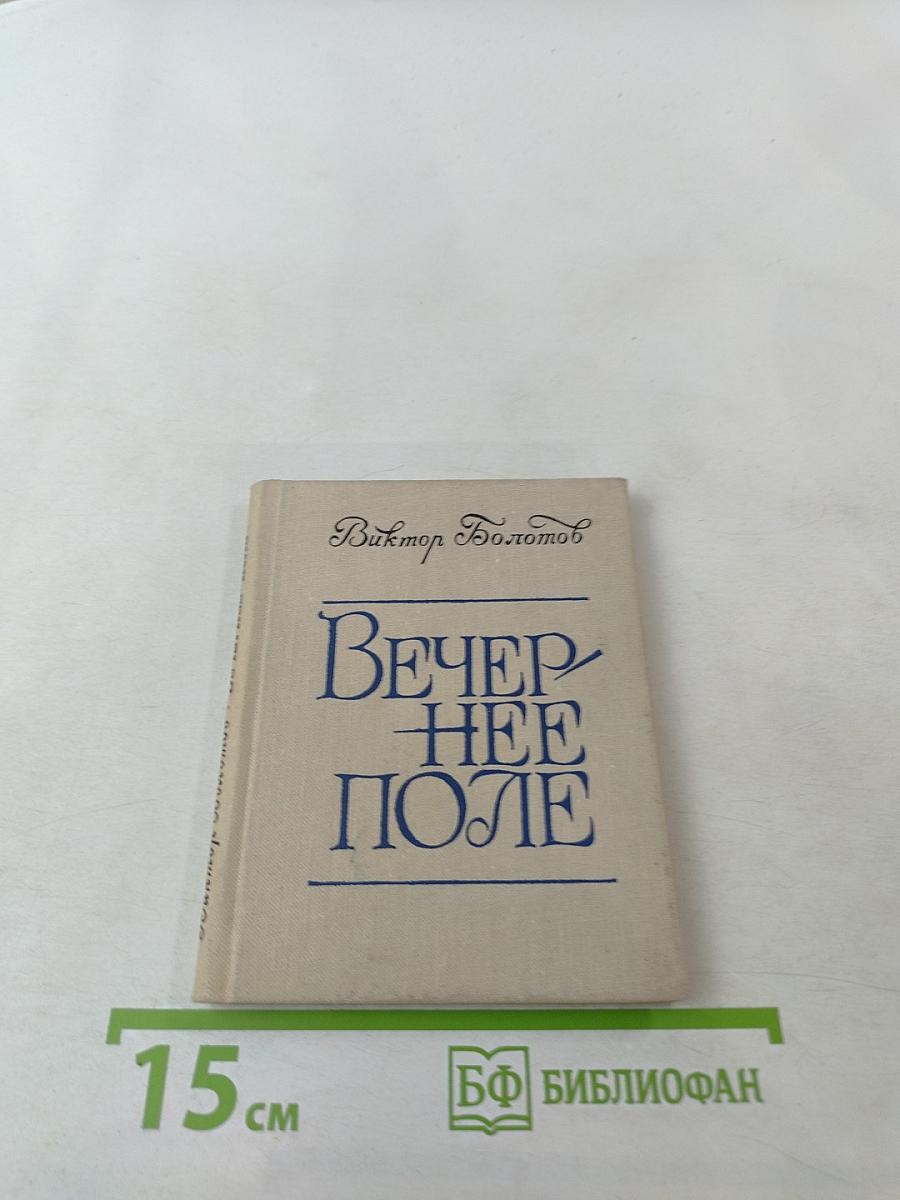 Виктор Болотов
ВЕЧЕР-
НЕЕ
ПОЛЕ
15 см
БФ БИБЛИОФАН